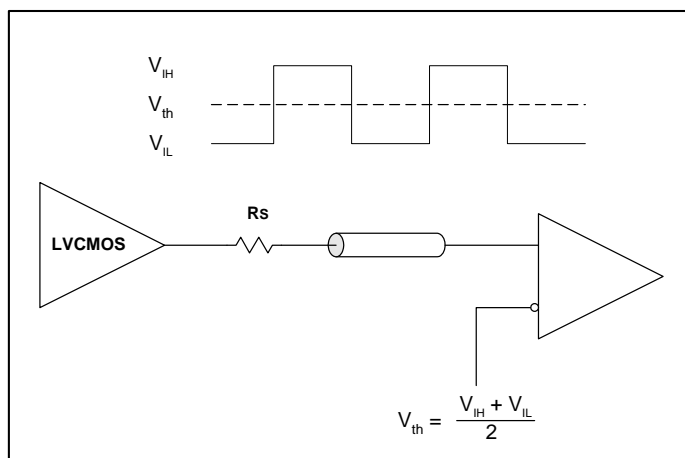 V_IH
V_th
V_IL
Rs
LVCMOS
V_th = (V_IH + V_IL) / 2